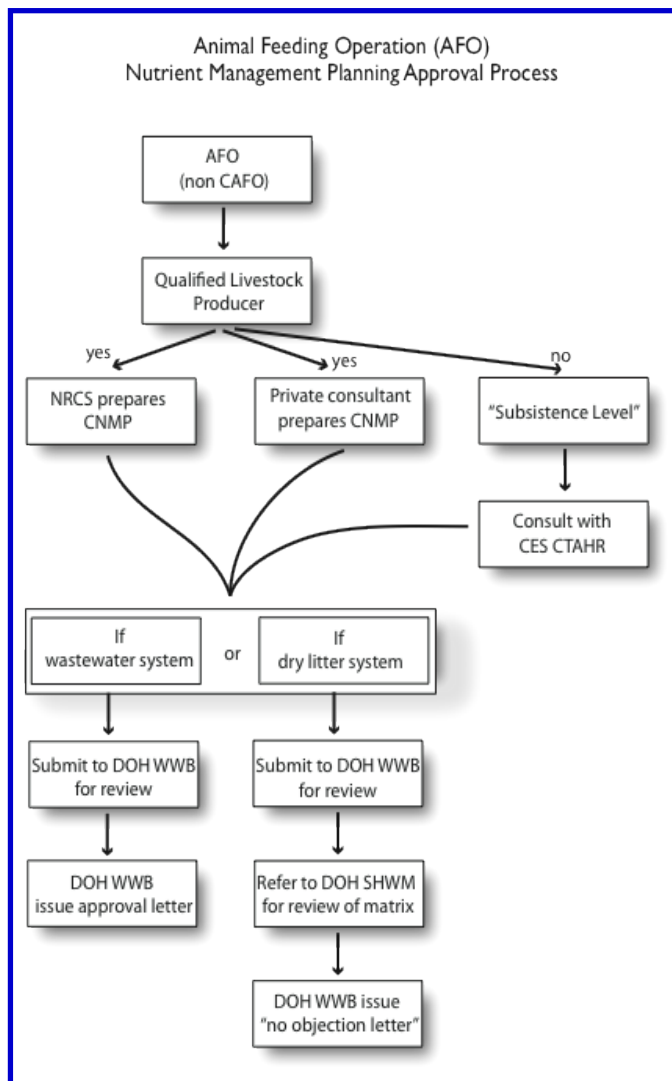 Animal Feeding Operation (AFO)
Nutrient Management Planning Approval Process
AFO
(non CAFO)
Qualified Livestock
Producer
yes
yes
no
NRCS prepares
CNMP
Private consultant
prepares CNMP
"Subsistence Level"
Consult with
CES CTAHR
If
wastewater system
or
If
dry litter system
Submit to DOH WWB
for review
Submit to DOH WWB
for review
DOH WWB
issue approval letter
Refer to DOH SHWM
for review of matrix
DOH WWB issue
"no objection letter"